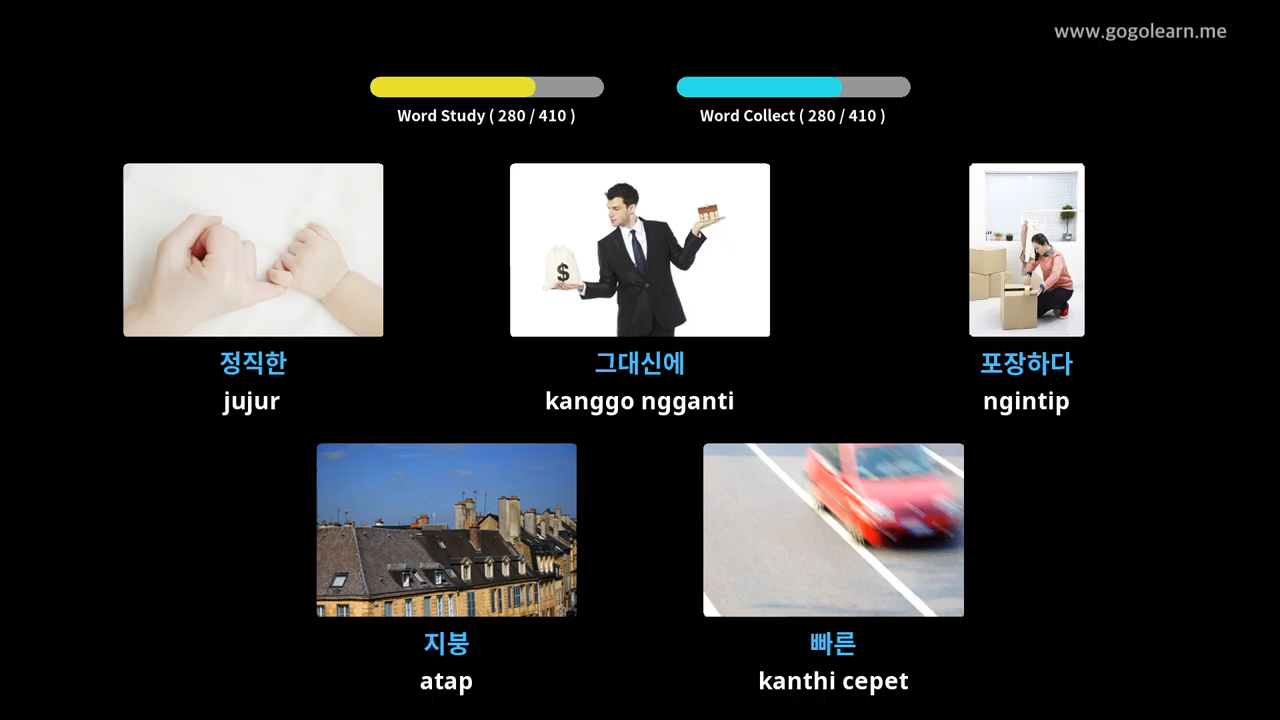 www.gogolearn.me
Word Study ( 280 / 410 )
Word Collect ( 280 / 410 )
정직한
jujur
그대신에
kanggo ngganti
포장하다
ngintip
지붕
atap
빠른
kanthi cepet
$